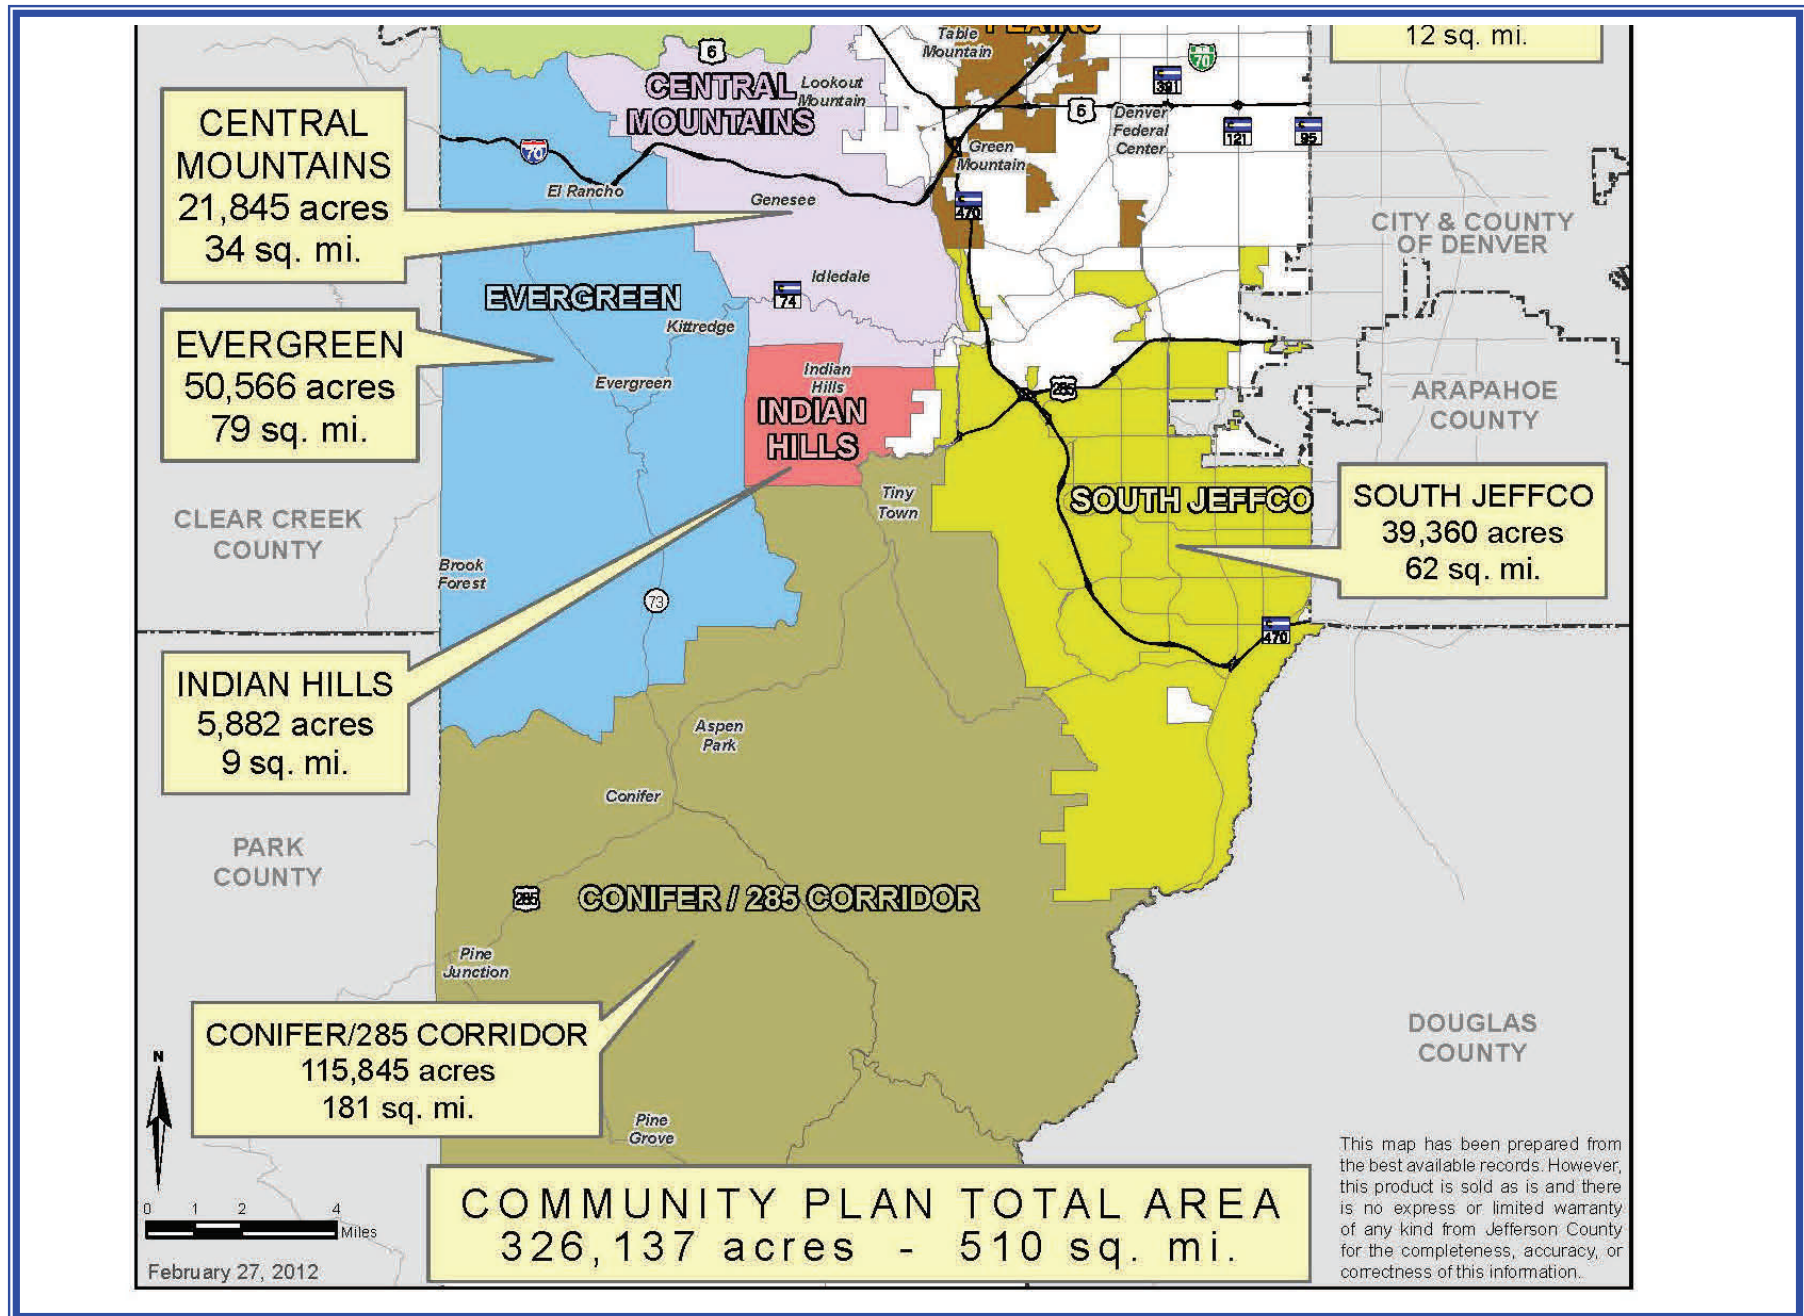 PLAINS
12 sq. mi.
Table
Mountain
6
70
391
CENTRAL
MOUNTAINS
Lookout
Mountain
6
Denver
Federal
Center
121
95
CENTRAL
MOUNTAINS
21,845 acres
34 sq. mi.
70
El Rancho
Genesee
Green
Mountain
470
CITY & COUNTY
OF DENVER
Idledale
74
EVERGREEN
Kittredge
EVERGREEN
50,566 acres
79 sq. mi.
Evergreen
Indian
Hills
INDIAN
HILLS
285
ARAPAHOE
COUNTY
Tiny
Town
SOUTH JEFFCO
SOUTH JEFFCO
39,360 acres
62 sq. mi.
CLEAR CREEK
COUNTY
Brook
Forest
73
470
INDIAN HILLS
5,882 acres
9 sq. mi.
Aspen
Park
Conifer
PARK
COUNTY
285
CONIFER / 285 CORRIDOR
Pine
Junction
CONIFER/285 CORRIDOR
115,845 acres
181 sq. mi.
DOUGLAS
COUNTY
N
Pine
Grove
0 1 2 4
Miles
February 27, 2012
COMMUNITY PLAN TOTAL AREA
326,137 acres - 510 sq. mi.
This map has been prepared from
the best available records. However,
this product is sold as is and there
is no express or limited warranty
of any kind from Jefferson County
for the completeness, accuracy, or
correctness of this information.